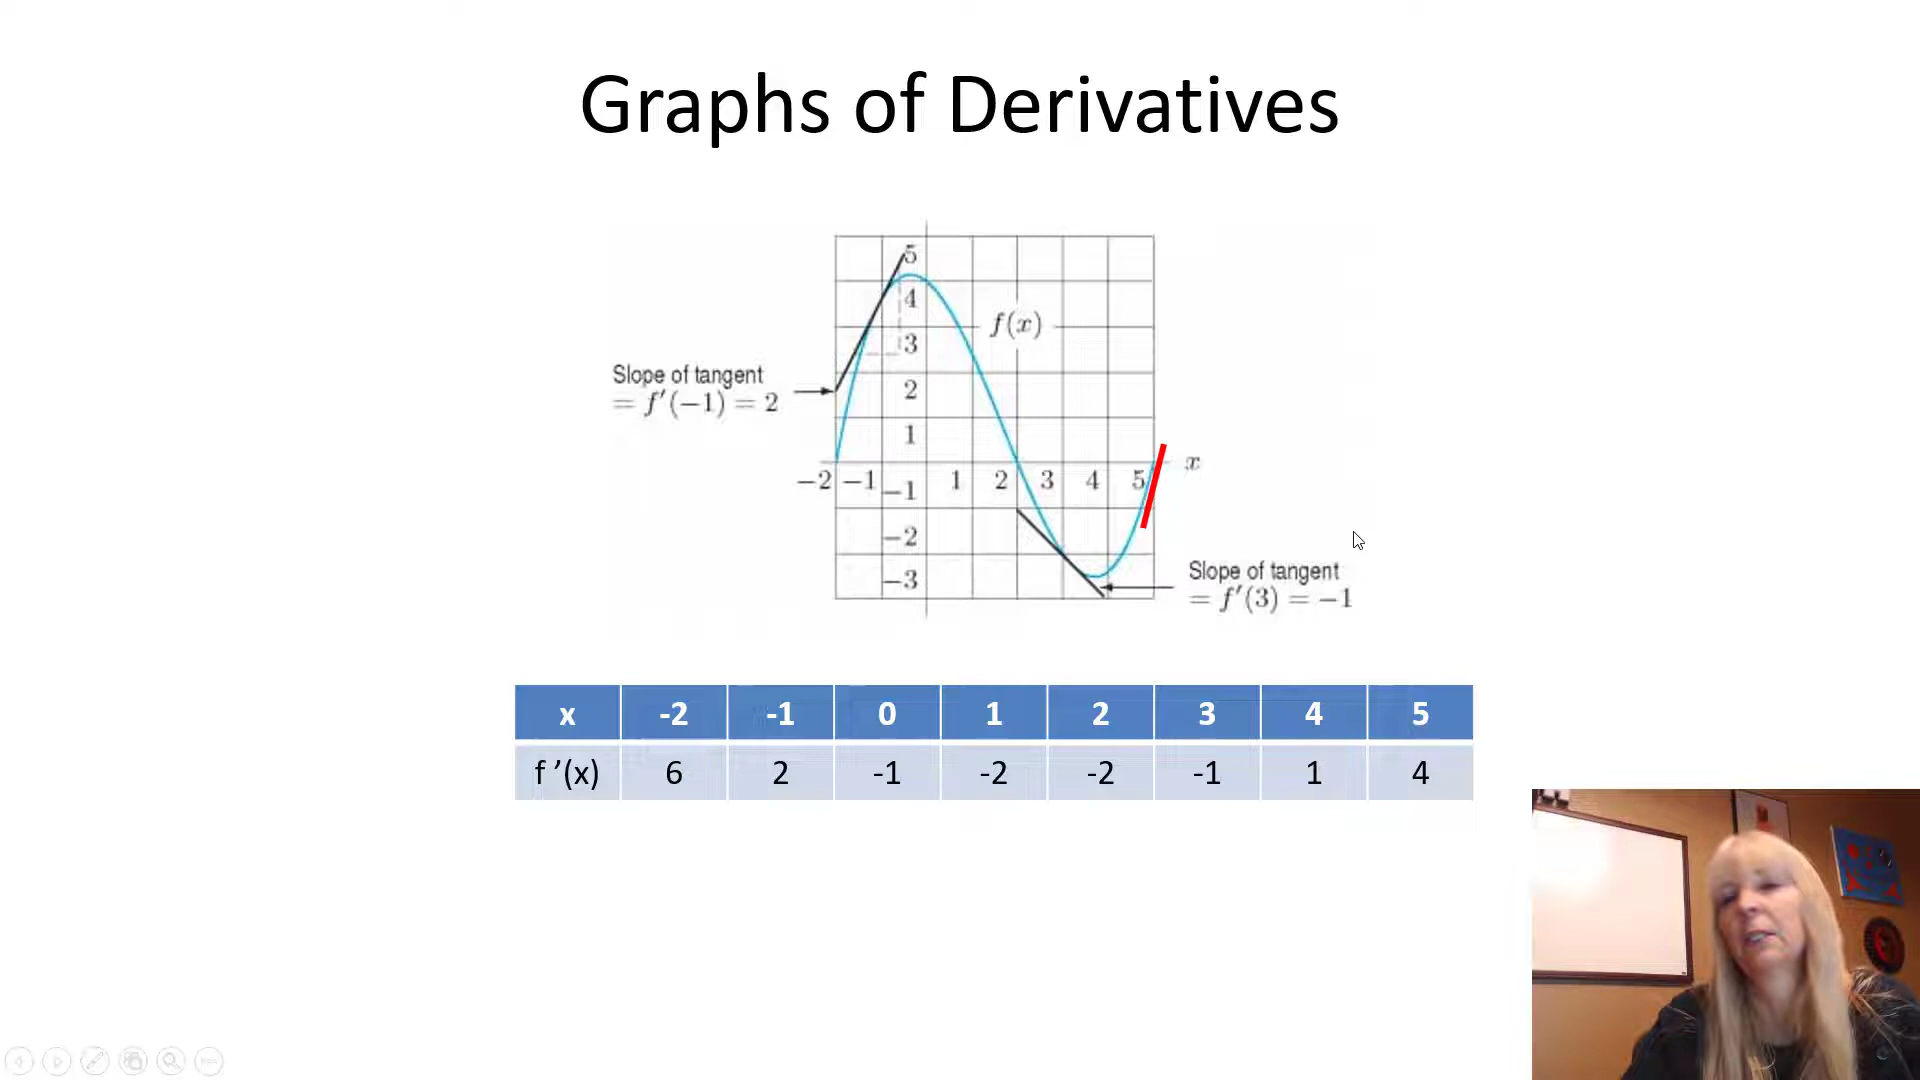 Graphs of Derivatives
5
4
f(x)
3
Slope of tangent
= f′(−1) = 2
2
1
x
−2 −1 1 2 3 4 5
−1
−2
−3
Slope of tangent
= f′(3) = −1
x -2 -1 0 1 2 3 4 5
f ’(x) 6 2 -1 -2 -2 -1 1 4